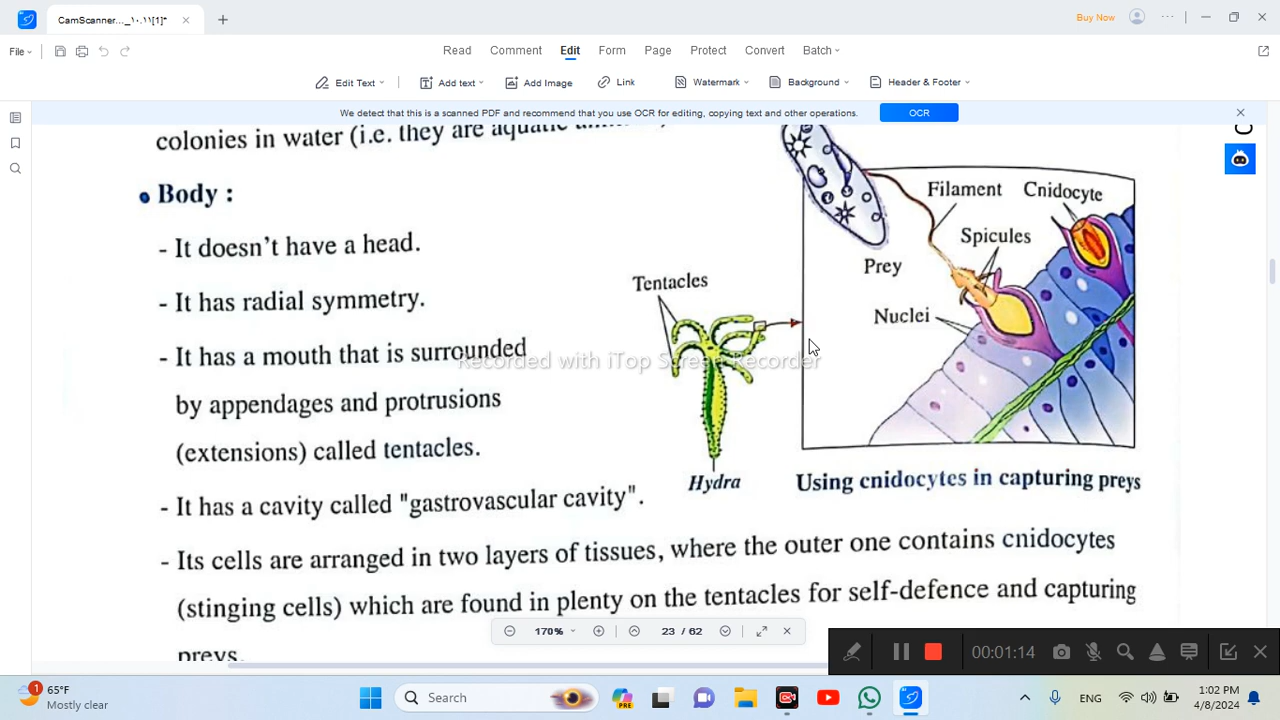 CamScanner...
Buy Now
File
Read Comment Edit Form Page Protect Convert Batch
Edit Text Add text Add Image Link Watermark Background Header & Footer
We detect that this is a scanned PDF and recommend that you use OCR for editing, copying text and other operations. OCR
colonies in water (i.e. they are aquatic
• Body :
- It doesn't have a head.
- It has radial symmetry.
- It has a mouth that is surrounded
by appendages and protrusions
(extensions) called tentacles.
- It has a cavity called "gastrovascular cavity".
- Its cells are arranged in two layers of tissues, where the outer one contains cnidocytes
(stinging cells) which are found in plenty on the tentacles for self-defence and capturing
preys.
Tentacles
Hydra
Filament Cnidocyte
Spicules
Prey
Nuclei
Using cnidocytes in capturing preys
Recorded with iTop Screen Recorder
170% 23 / 62
00:01:14
1
65°F
Mostly clear
Search
PRE
ENG
1:02 PM
4/8/2024